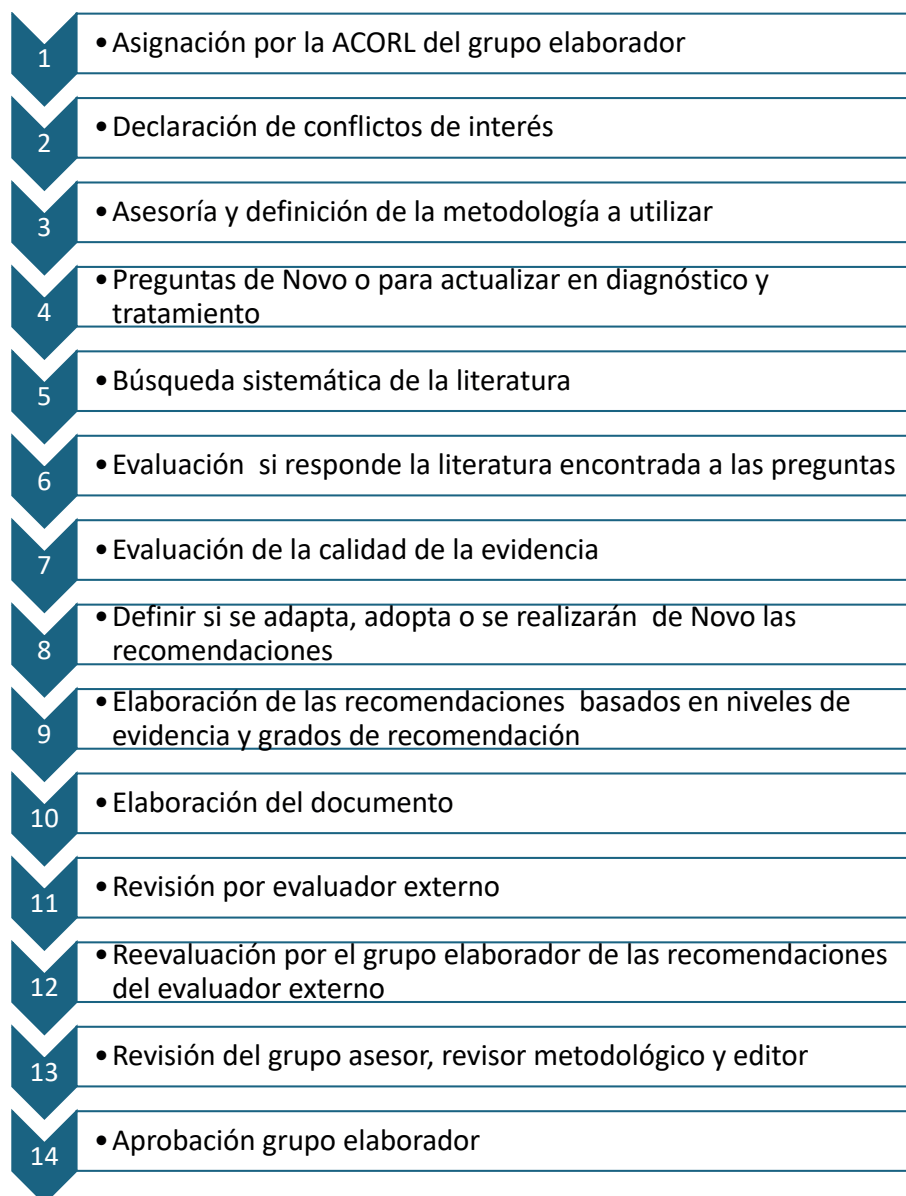 1
•Asignación por la ACORL del grupo elaborador
2
•Declaración de conflictos de interés
3
•Asesoría y definición de la metodología a utilizar
4
•Preguntas de Novo o para actualizar en diagnóstico y
tratamiento
5
•Búsqueda sistemática de la literatura
6
•Evaluación si responde la literatura encontrada a las preguntas
7
•Evaluación de la calidad de la evidencia
8
•Definir si se adapta, adopta o se realizarán de Novo las
recomendaciones
9
•Elaboración de las recomendaciones basados en niveles de
evidencia y grados de recomendación
10
•Elaboración del documento
11
•Revisión por evaluador externo
12
•Reevaluación por el grupo elaborador de las recomendaciones
del evaluador externo
13
•Revisión del grupo asesor, revisor metodológico y editor
14
•Aprobación grupo elaborador